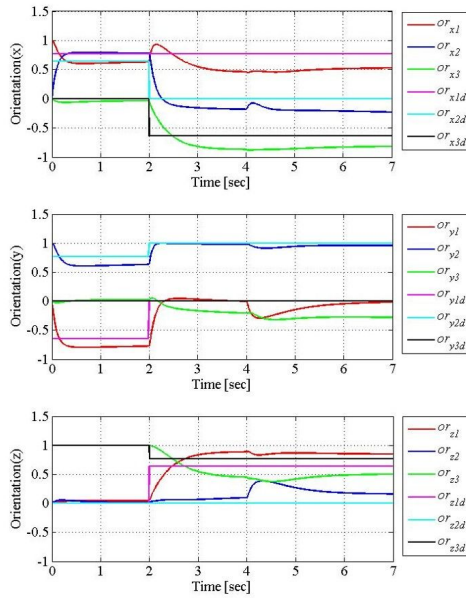 1.5
1
0.5
0
-0.5
-1
Orientation(x)
0 1 2 3 4 5 6 7
Time [sec]
or x1
or x2
or x3
or x1d
or x2d
or x3d
1.5
1
0.5
0
-0.5
-1
Orientation(y)
0 1 2 3 4 5 6 7
Time [sec]
or y1
or y2
or y3
or y1d
or y2d
or y3d
1.5
1
0.5
0
-0.5
-1
Orientation(z)
0 1 2 3 4 5 6 7
Time [sec]
or z1
or z2
or z3
or z1d
or z2d
or z3d